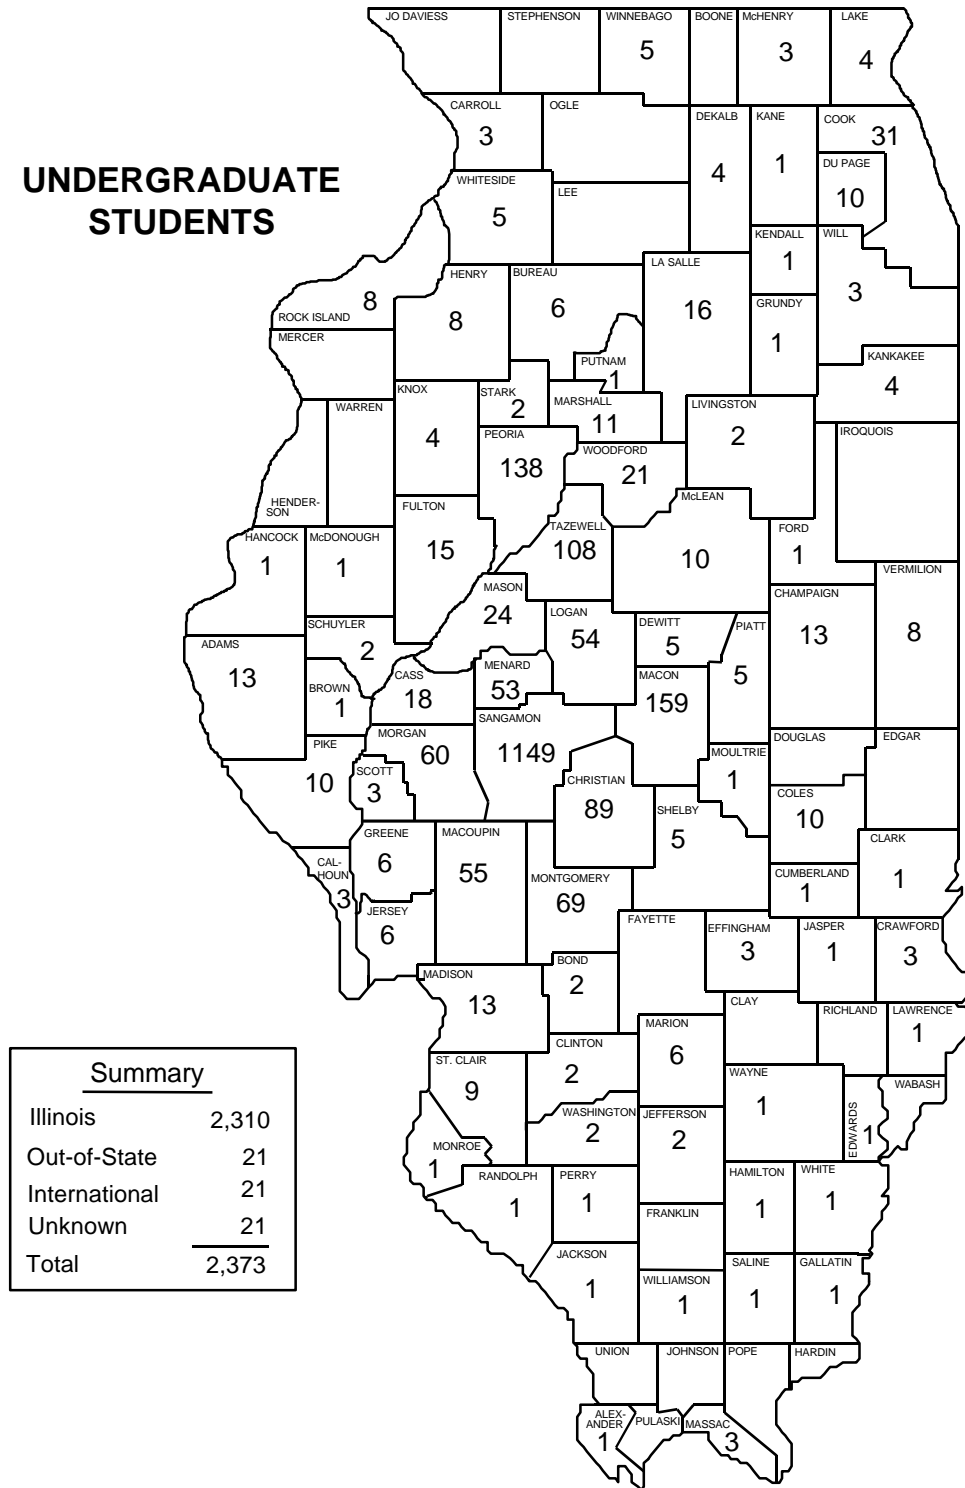 JO DAVIESS
STEPHENSON
WINNEBAGO
5
BOONE
McHENRY
3
LAKE
4
CARROLL
3
OGLE
DEKALB
4
KANE
1
COOK
31
DU PAGE
10
UNDERGRADUATE
STUDENTS
WHITESIDE
5
LEE
KENDALL
1
WILL
3
ROCK ISLAND
8
HENRY
8
BUREAU
6
LA SALLE
16
GRUNDY
1
MERCER
PUTNAM
1
KANKAKEE
4
KNOX
4
STARK
2
MARSHALL
11
LIVINGSTON
2
WARREN
PEORIA
138
WOODFORD
21
IROQUOIS
HENDER-
SON
FULTON
15
TAZEWELL
108
McLEAN
10
FORD
1
HANCOCK
1
McDONOUGH
1
VERMILION
8
MASON
24
LOGAN
54
CHAMPAIGN
13
DEWITT
5
PIATT
5
SCHUYLER
2
ADAMS
13
BROWN
1
CASS
18
MENARD
53
MACON
159
SANGAMON
1149
PIKE
10
MORGAN
60
SCOTT
3
MOULTRIE
1
DOUGLAS
EDGAR
CHRISTIAN
89
SHELBY
5
COLES
10
GREENE
6
MACOUPIN
55
CLARK
1
CAL-
HOUN
3
MONTGOMERY
69
CUMBERLAND
1
JERSEY
6
FAYETTE
EFFINGHAM
3
JASPER
1
CRAWFORD
3
MADISON
13
BOND
2
CLAY
RICHLAND
LAWRENCE
1
MARION
6
CLINTON
2
ST. CLAIR
9
WAYNE
1
EDWARDS
1
WABASH
WASHINGTON
2
JEFFERSON
2
MONROE
1
RANDOLPH
1
PERRY
1
HAMILTON
1
WHITE
1
FRANKLIN
JACKSON
1
WILLIAMSON
1
SALINE
1
GALLATIN
1
UNION
JOHNSON
POPE
HARDIN
ALEX-
ANDER
1
PULASKI
MASSAC
3
Summary
Illinois 2,310
Out-of-State 21
International 21
Unknown 21
Total 2,373